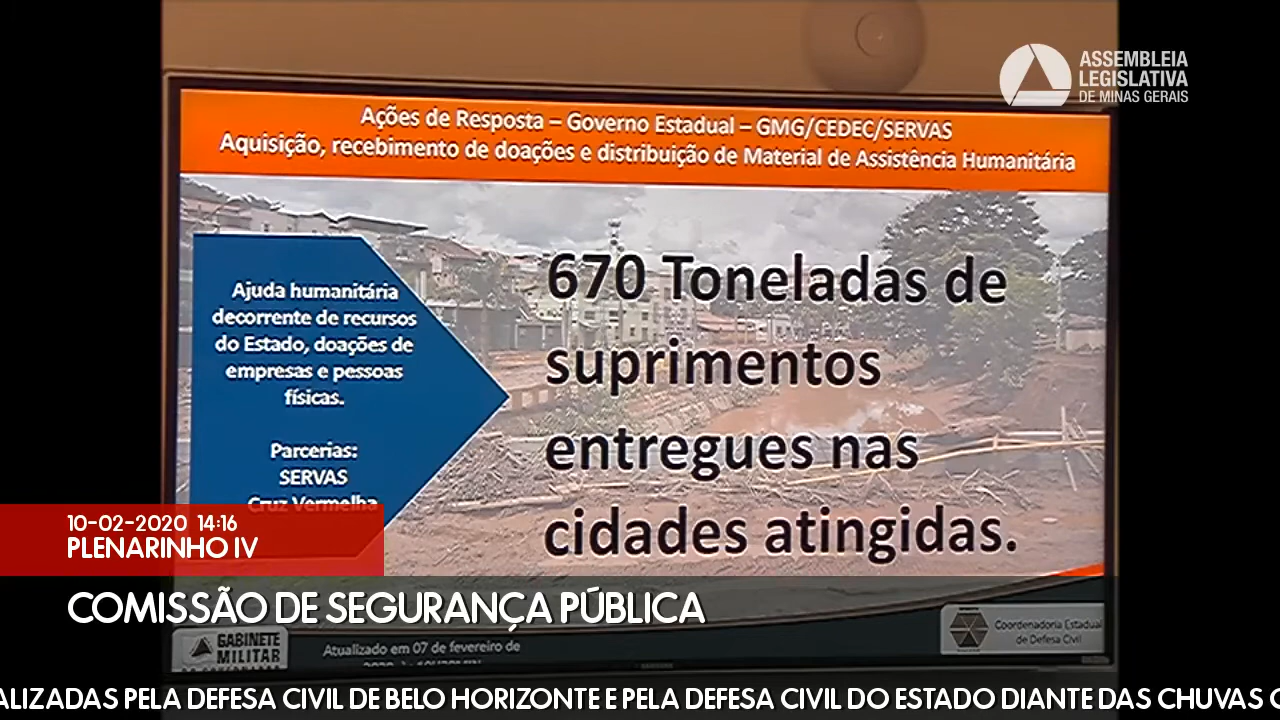 ASSEMBLEIA
LEGISLATIVA
DE MINAS GERAIS
Ações de Resposta – Governo Estadual – GMG/CEDEC/SERVAS
Aquisição, recebimento de doações e distribuição de Material de Assistência Humanitária
Ajuda humanitária
decorrente de recursos
do Estado, doações de
empresas e pessoas
físicas.
Parcerias:
SERVAS
Cruz Vermelha
670 Toneladas de
suprimentos
entregues nas
cidades atingidas.
10-02-2020 14:16
PLENARINHO IV
COMISSÃO DE SEGURANÇA PÚBLICA
GABINETE
MILITAR
Atualizado em 07 de fevereiro de
Coordenadoria Estadual
de Defesa Civil
SAMSUNG
ALIZADAS PELA DEFESA CIVIL DE BELO HORIZONTE E PELA DEFESA CIVIL DO ESTADO DIANTE DAS CHUVAS